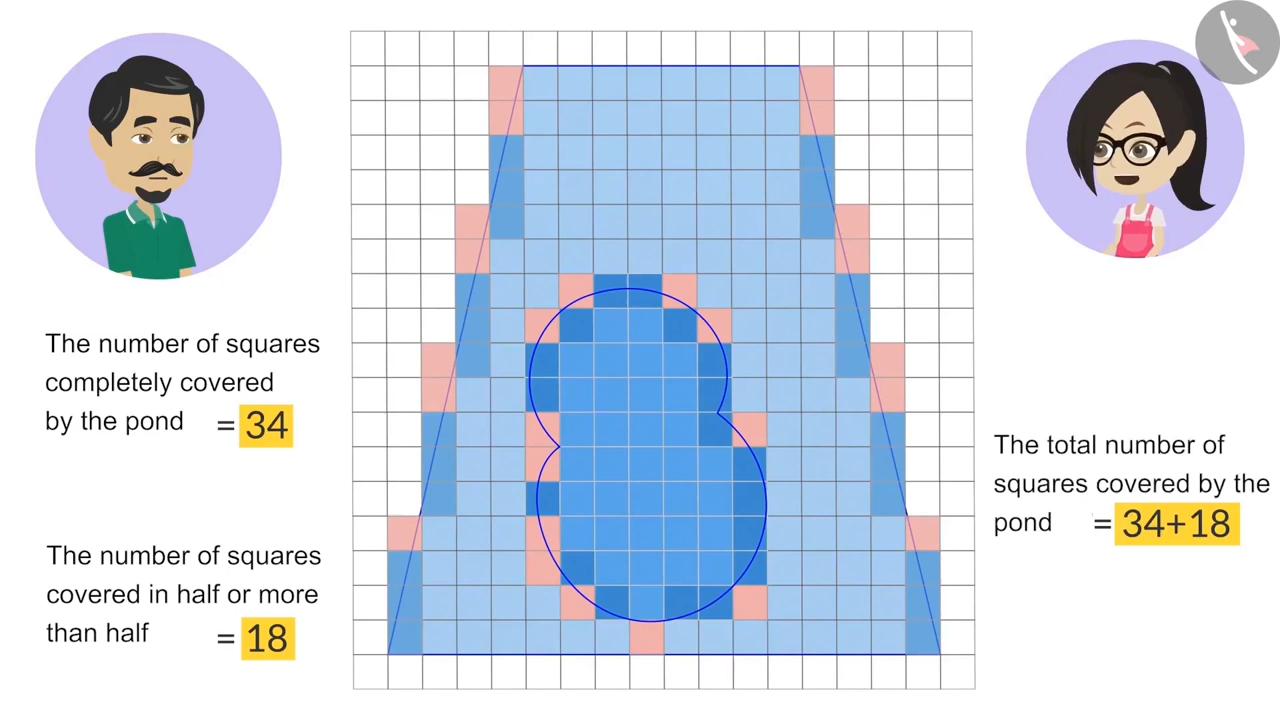 The number of squares
completely covered
by the pond = 34
The number of squares
covered in half or more
than half = 18
The total number of
squares covered by the
pond = 34+18